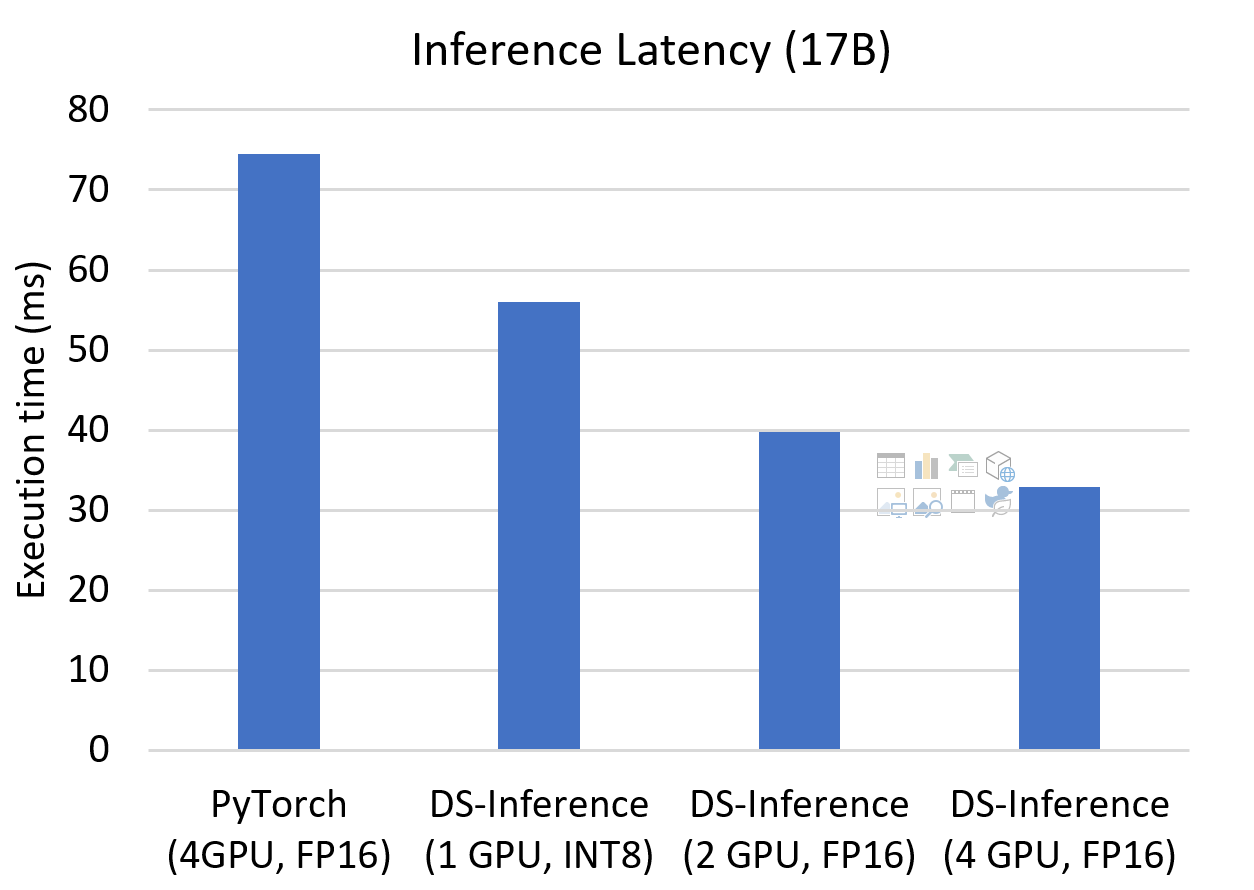 Inference Latency (17B)
80
70
60
50
40
30
20
10
0
Execution time (ms)
PyTorch
(4GPU, FP16)
DS-Inference
(1 GPU, INT8)
DS-Inference
(2 GPU, FP16)
DS-Inference
(4 GPU, FP16)